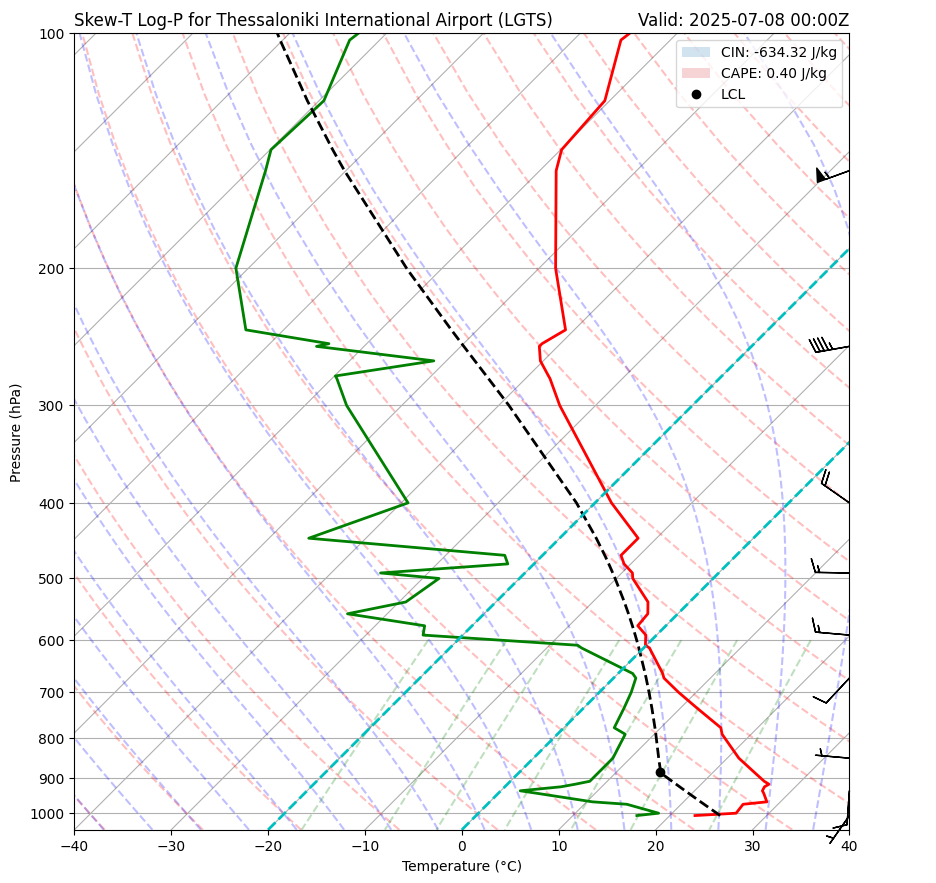 Skew-T Log-P for Thessaloniki International Airport (LGTS)
Valid: 2025-07-08 00:00Z
CIN: -634.32 J/kg
CAPE: 0.40 J/kg
LCL
Pressure (hPa)
100
200
300
400
500
600
700
800
900
1000
−40
−30
−20
−10
0
10
20
30
40
Temperature (°C)